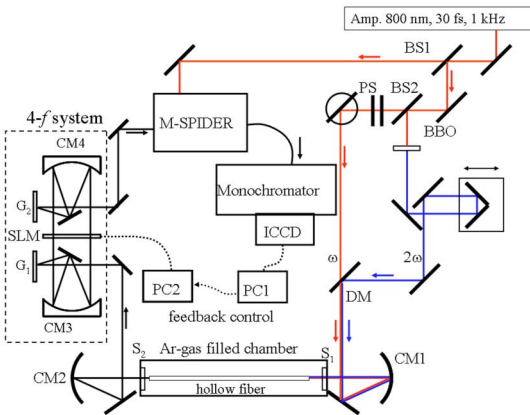 Amp. 800 nm, 30 fs, 1 kHz
BS1
PS
BS2
BBO
4-f system
CM4
M-SPIDER
G2
Monochromator
SLM
ICCD
G1
PC2
PC1
ω
2ω
DM
CM3
feedback control
S2
Ar-gas filled chamber
S1
CM1
CM2
hollow fiber